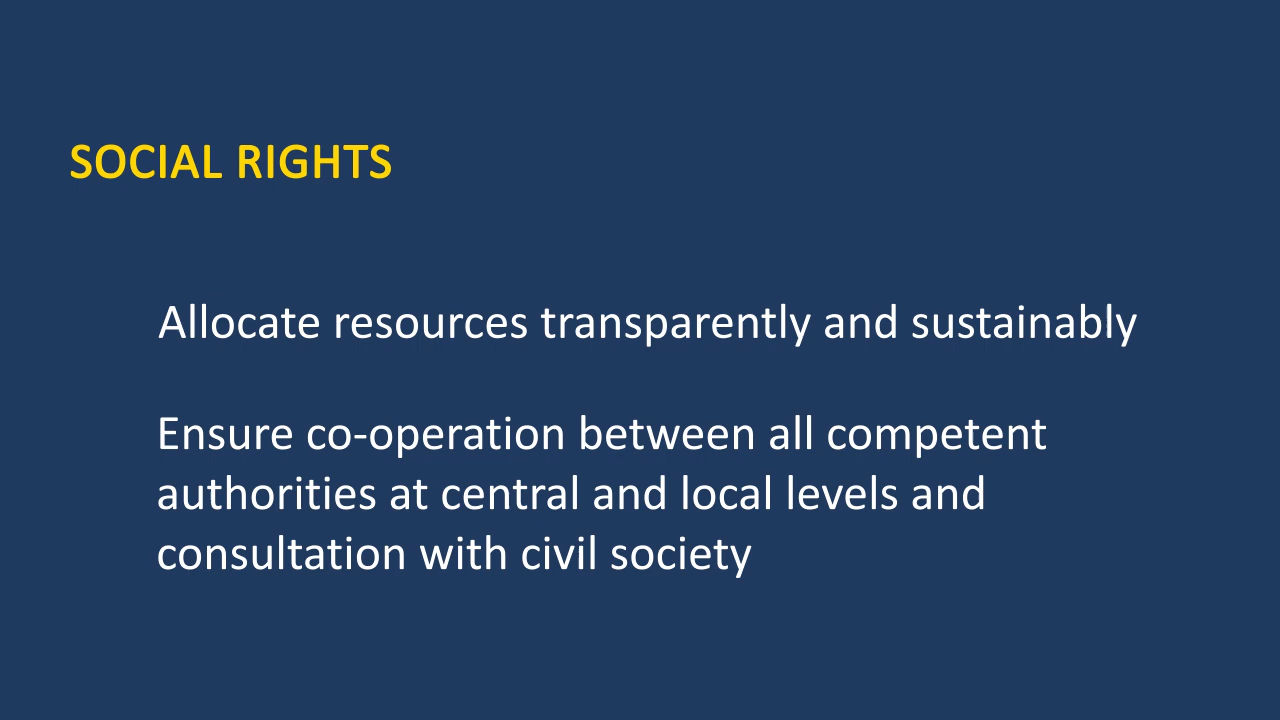 SOCIAL RIGHTS
Allocate resources transparently and sustainably
Ensure co-operation between all competent
authorities at central and local levels and
consultation with civil society